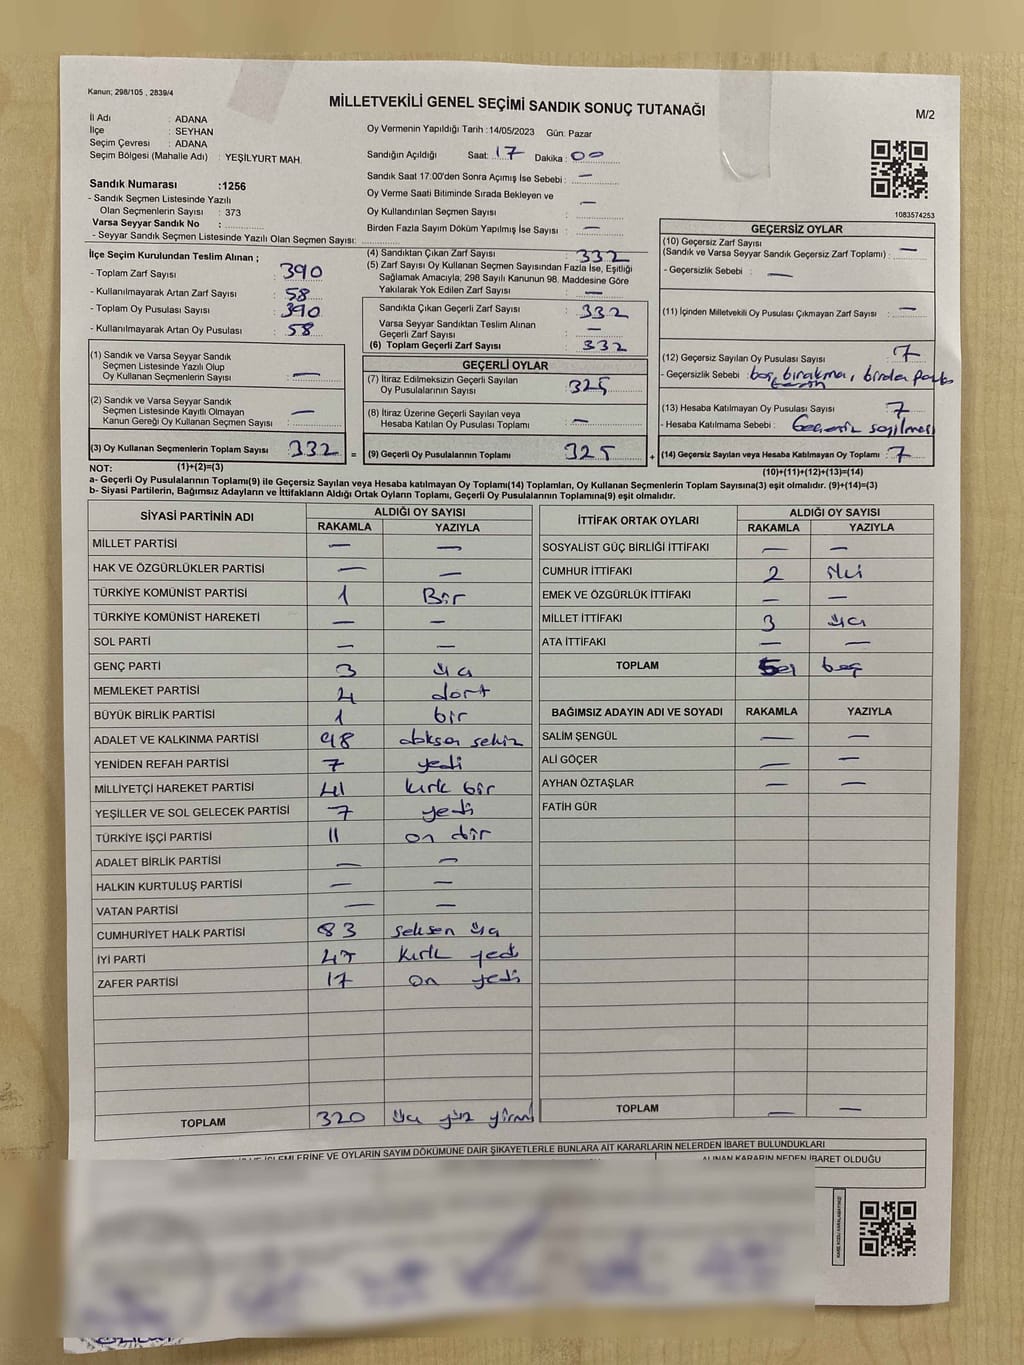 Kanun; 298/105 , 2839/4
MİLLETVEKİLİ GENEL SEÇİMİ SANDIK SONUÇ TUTANAĞI
M/2
İl Adı : ADANA
İlçe : SEYHAN
Seçim Çevresi : ADANA
Seçim Bölgesi (Mahalle Adı) : YEŞİLYURT MAH.
Sandık Numarası :1256
- Sandık Seçmen Listesinde Yazılı
Olan Seçmenlerin Sayısı : 373
Varsa Seyyar Sandık No :
- Seyyar Sandık Seçmen Listesinde Yazılı Olan Seçmen Sayısı:
Oy Vermenin Yapıldığı Tarih :14/05/2023 Gün: Pazar
Sandığın Açıldığı Saat: 17 Dakika : 00
Sandık Saat 17:00'den Sonra Açılmış İse Sebebi : —
Oy Verme Saati Bitiminde Sırada Bekleyen ve
Oy Kullandırılan Seçmen Sayısı : —
Birden Fazla Sayım Döküm Yapılmış İse Sayısı : —
1083574253
İlçe Seçim Kurulundan Teslim Alınan ;
- Toplam Zarf Sayısı : 390
- Kullanılmayarak Artan Zarf Sayısı : 58
- Toplam Oy Pusulası Sayısı : 390
- Kullanılmayarak Artan Oy Pusulası : 58
(1) Sandık ve Varsa Seyyar Sandık
Seçmen Listesinde Yazılı Olup
Oy Kullanan Seçmenlerin Sayısı : —
(2) Sandık ve Varsa Seyyar Sandık
Seçmen Listesinde Kayıtlı Olmayan
Kanun Gereği Oy Kullanan Seçmen Sayısı : —
(3) Oy Kullanan Seçmenlerin Toplam Sayısı : 332 =
(4) Sandıktan Çıkan Zarf Sayısı : 332
(5) Zarf Sayısı Oy Kullanan Seçmen Sayısından Fazla İse, Eşitliği
Sağlamak Amacıyla; 298 Sayılı Kanunun 98. Maddesine Göre
Yakılarak Yok Edilen Zarf Sayısı : —
Sandıkta Çıkan Geçerli Zarf Sayısı : 332
Varsa Seyyar Sandıktan Teslim Alınan
Geçerli Zarf Sayısı : —
(6) Toplam Geçerli Zarf Sayısı : 332
GEÇERLİ OYLAR
(7) İtiraz Edilmeksizin Geçerli Sayılan
Oy Pusulalarının Sayısı : 325
(8) İtiraz Üzerine Geçerli Sayılan veya
Hesaba Katılan Oy Pusulası Toplamı : —
(9) Geçerli Oy Pusulalarının Toplamı : 325 +
GEÇERSİZ OYLAR
(10) Geçersiz Zarf Sayısı
(Sandık ve Varsa Seyyar Sandık Geçersiz Zarf Toplamı) : —
- Geçersizlik Sebebi : —
(11) İçinden Milletvekili Oy Pusulası Çıkmayan Zarf Sayısı : —
(12) Geçersiz Sayılan Oy Pusulası Sayısı : 7
- Geçersizlik Sebebi : boş bırakma, birden
(13) Hesaba Katılmayan Oy Pusulası Sayısı : 7
- Hesaba Katılmama Sebebi : Geçersiz sayılması
(14) Geçersiz Sayılan veya Hesaba Katılmayan Oy Toplamı : 7
NOT: (1)+(2)=(3)
(10)+(11)+(12)+(13)=(14)
a- Geçerli Oy Pusulalarının Toplamı(9) ile Geçersiz Sayılan veya Hesaba katılmayan Oy Toplamı(14) Toplamları, Oy Kullanan Seçmenlerin Toplam Sayısına(3) eşit olmalıdır. (9)+(14)=(3)
b- Siyasi Partilerin, Bağımsız Adayların ve İttifakların Aldığı Ortak Oyların Toplamı, Geçerli Oy Pusulalarının Toplamına(9) eşit olmalıdır.
SİYASİ PARTİNİN ADI
ALDIĞI OY SAYISI
RAKAMLA YAZIYLA
MİLLET PARTİSİ — —
HAK VE ÖZGÜRLÜKLER PARTİSİ — —
TÜRKİYE KOMÜNİST PARTİSİ 1 Bir
TÜRKİYE KOMÜNİST HAREKETİ — —
SOL PARTİ — —
GENÇ PARTİ 3 üç
MEMLEKET PARTİSİ 4 dört
BÜYÜK BİRLİK PARTİSİ 1 bir
ADALET VE KALKINMA PARTİSİ 98 doksan sekiz
YENİDEN REFAH PARTİSİ 7 yedi
MİLLİYETÇİ HAREKET PARTİSİ 41 kırk bir
YEŞİLLER VE SOL GELECEK PARTİSİ 7 yedi
TÜRKİYE İŞÇİ PARTİSİ 11 on bir
ADALET BİRLİK PARTİSİ — —
HALKIN KURTULUŞ PARTİSİ — —
VATAN PARTİSİ — —
CUMHURİYET HALK PARTİSİ 83 seksen üç
İYİ PARTİ 47 kırk yedi
ZAFER PARTİSİ 17 on yedi
TOPLAM 320 üç yüz yirmi
İTTİFAK ORTAK OYLARI
ALDIĞI OY SAYISI
RAKAMLA YAZIYLA
SOSYALİST GÜÇ BİRLİĞİ İTTİFAKI — —
CUMHUR İTTİFAKI 2 iki
EMEK VE ÖZGÜRLÜK İTTİFAKI — —
MİLLET İTTİFAKI 3 üç
ATA İTTİFAKI — —
TOPLAM 5 beş
BAĞIMSIZ ADAYIN ADI VE SOYADI RAKAMLA YAZIYLA
SALİM ŞENGÜL — —
ALİ GÖÇER — —
AYHAN ÖZTAŞLAR — —
FATİH GÜR
TOPLAM — —
İŞLEMLERİNE VE OYLARIN SAYIM DÖKÜMÜNE DAİR ŞİKAYETLERLE BUNLARA AİT KARARLARIN NELERDEN İBARET BULUNDUKLARI
ALINAN KARARIN NEDEN İBARET OLDUĞU